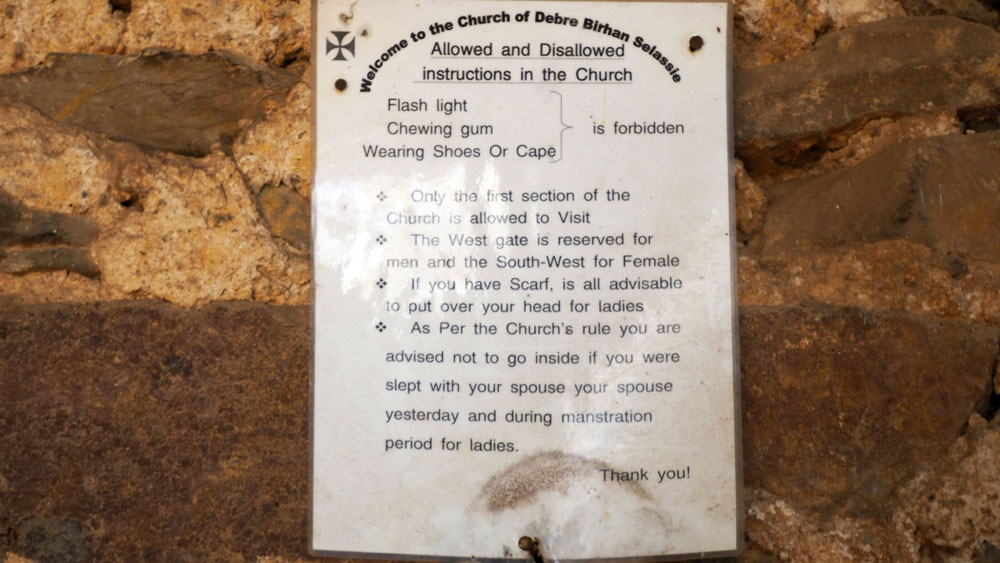 Welcome to the Church of Debre Birhan Selassie
Allowed and Disallowed
instructions in the Church
Flash light
Chewing gum
is forbidden
Wearing Shoes Or Cape
❖ Only the first section of the
Church is allowed to Visit
❖ The West gate is reserved for
men and the South-West for Female
❖ If you have Scarf, is all advisable
to put over your head for ladies
❖ As Per the Church's rule you are
advised not to go inside if you were
slept with your spouse your spouse
yesterday and during manstration
period for ladies.
Thank you!